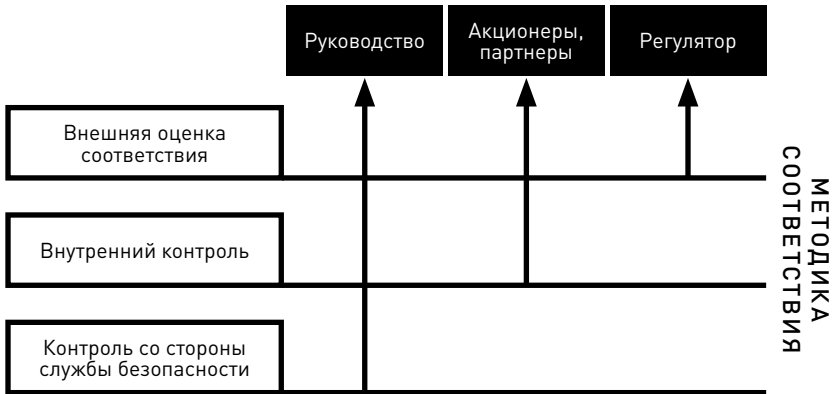 Руководство
Акционеры,
партнеры
Регулятор
Внешняя оценка
соответствия
Внутренний контроль
Контроль со стороны
службы безопасности
МЕТОДИКА
СООТВЕТСТВИЯ